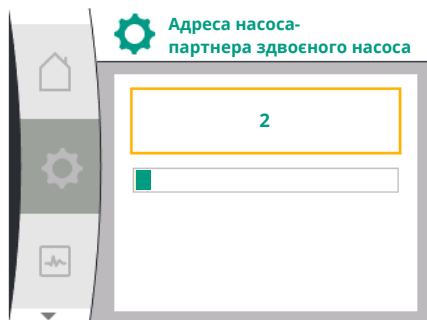 Адреса насоса-
партнера здвоєного насоса
2